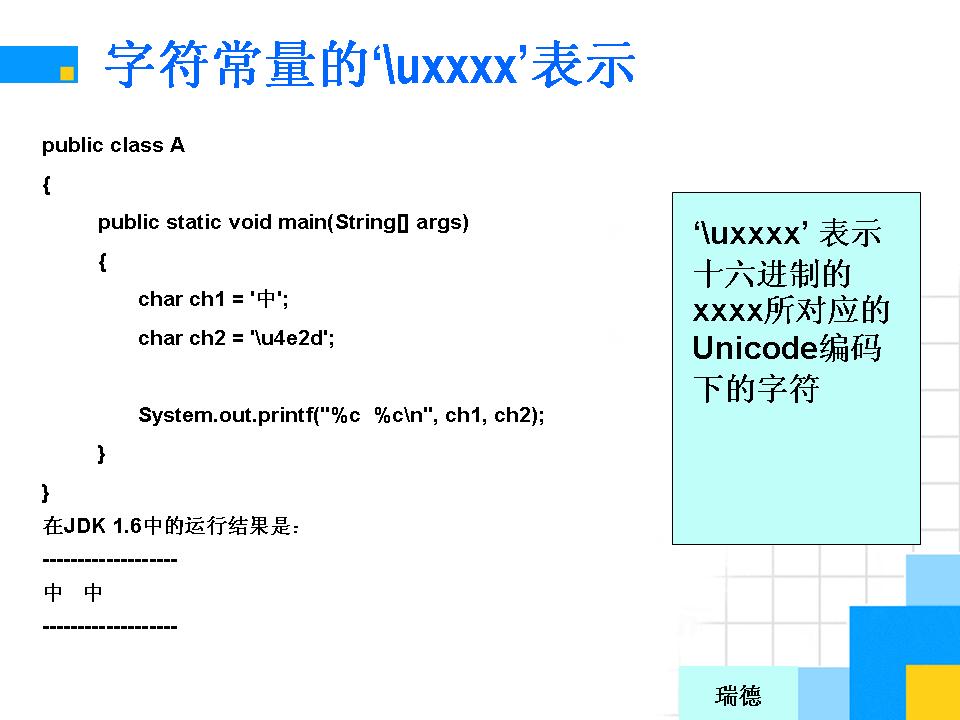 字符常量的‘\uxxxx’表示
public class A
{
public static void main(String[] args)
{
char ch1 = '中';
char ch2 = '\u4e2d';
System.out.printf("%c  %c\n", ch1, ch2);
}
}
在JDK 1.6中的运行结果是：
-------------------
中  中
-------------------
‘\uxxxx’ 表示
十六进制的
xxxx所对应的
Unicode编码
下的字符
瑞德